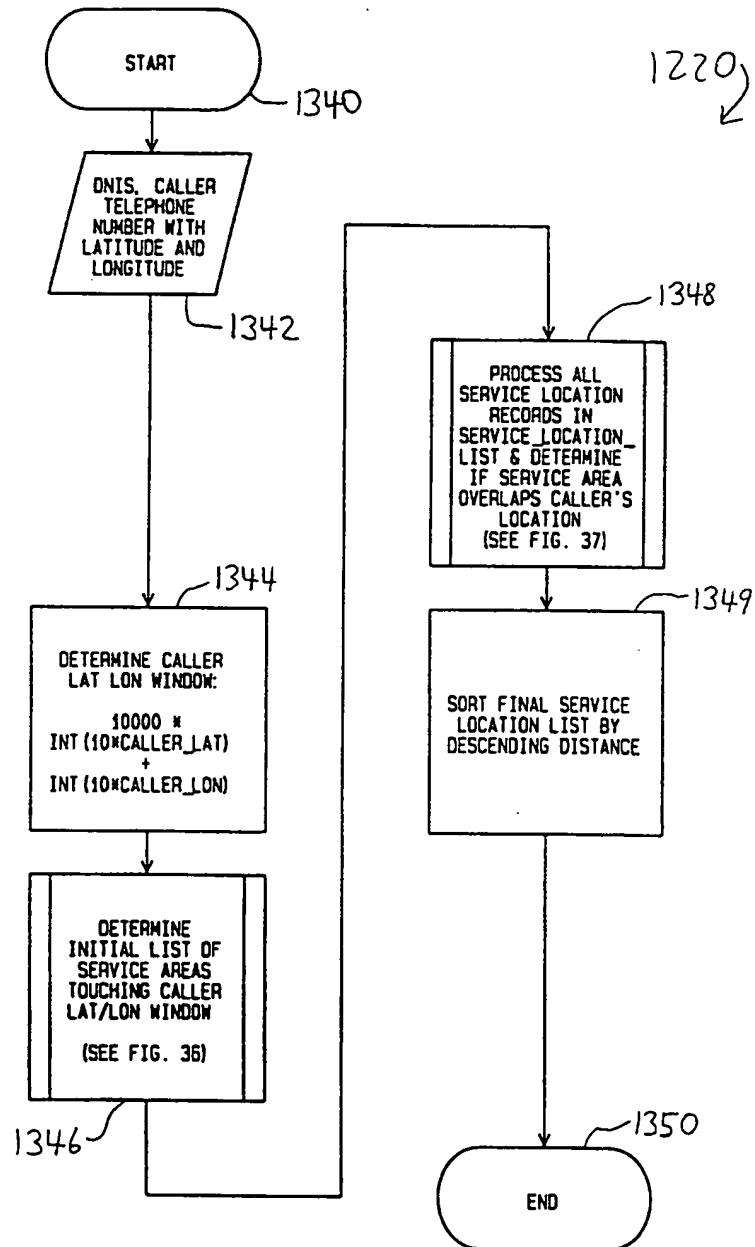 START
1340
1220
DNIS, CALLER
TELEPHONE
NUMBER WITH
LATITUDE AND
LONGITUDE
1342
1344
DETERMINE CALLER
LAT LON WINDOW:
10000 *
INT(10*CALLER_LAT)
+
INT(10*CALLER_LON)
DETERMINE
INITIAL LIST OF
SERVICE AREAS
TOUCHING CALLER
LAT/LON WINDOW
(SEE FIG. 36)
1346
1348
PROCESS ALL
SERVICE LOCATION
RECORDS IN
SERVICE_LOCATION_
LIST & DETERMINE
IF SERVICE AREA
OVERLAPS CALLER'S
LOCATION
(SEE FIG. 37)
1349
SORT FINAL SERVICE
LOCATION LIST BY
DESCENDING DISTANCE
1350
END